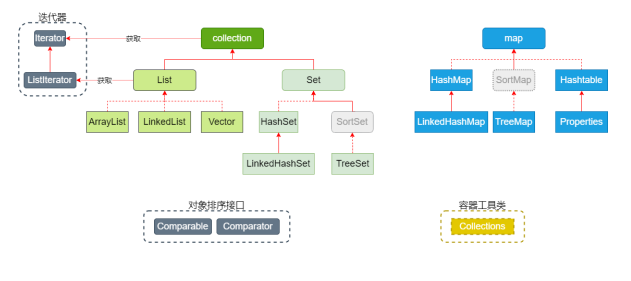 迭代器
Iterator
获取
collection
map
ListIterator
获取
List
Set
HashMap
SortMap
Hashtable
ArrayList
LinkedList
Vector
HashSet
SortSet
LinkedHashMap
TreeMap
Properties
LinkedHashSet
TreeSet
对象排序接口
Comparable
Comparator
容器工具类
Collections